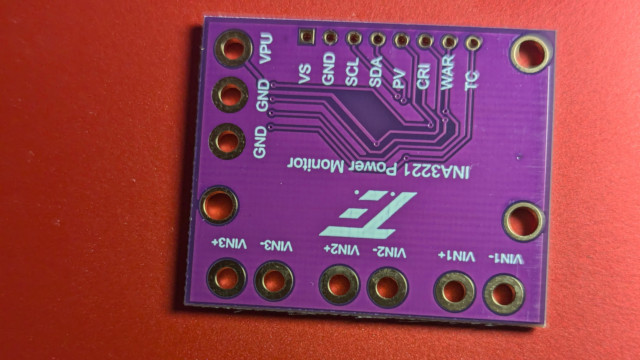 VPU
GND
GND
VS
GND
SCL
SDA
PV
CRI
WAR
TC
INA3221 Power Monitor
VIN3+
VIN3-
VIN2+
VIN2-
VIN1+
VIN1-